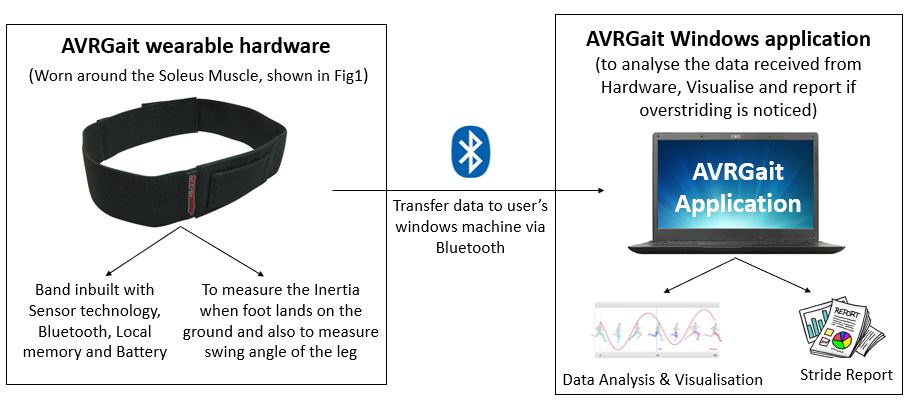 AVRGait wearable hardware
(Worn around the Soleus Muscle, shown in Fig1)
Band inbuilt with
Sensor technology,
Bluetooth, Local
memory and Battery
To measure the Inertia
when foot lands on the
ground and also to measure
swing angle of the leg
Transfer data to user's
windows machine via
Bluetooth
AVRGait Windows application
(to analyse the data received from
Hardware, Visualise and report if
overstriding is noticed)
AVRGait
Application
Data Analysis & Visualisation
REPORT
Stride Report